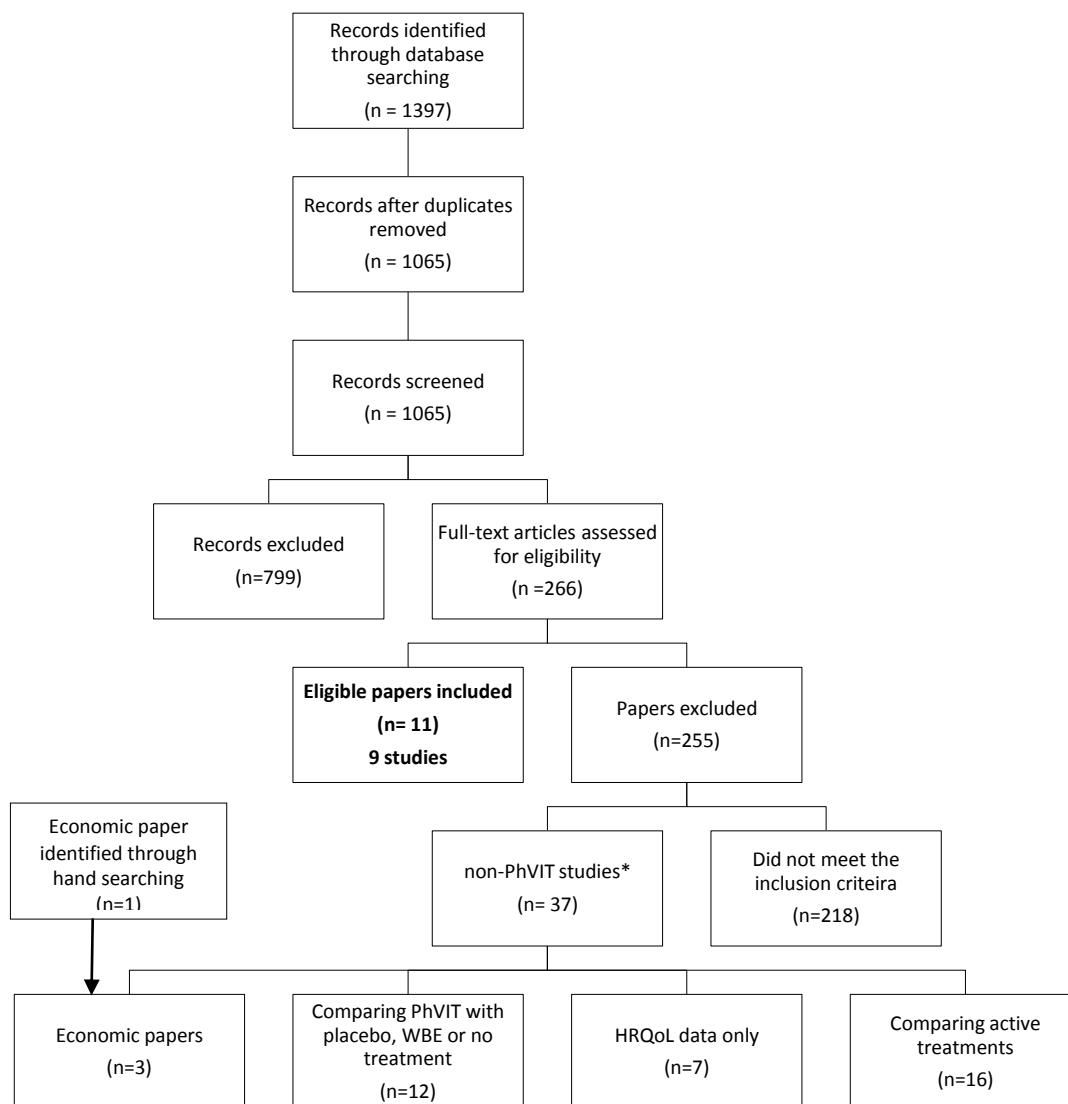 Records identified
through database
searching
(n = 1397)
Records after duplicates
removed
(n = 1065)
Records screened
(n = 1065)
Records excluded
(n=799)
Full-text articles assessed
for eligibility
(n =266)
Eligible papers included
(n= 11)
9 studies
Papers excluded
(n=255)
Economic paper
identified through
hand searching
(n=1)
non-PhVIT studies*
(n= 37)
Did not meet the
inclusion criteira
(n=218)
Economic papers
(n=3)
Comparing PhVIT with
placebo, WBE or no
treatment
(n=12)
HRQoL data only
(n=7)
Comparing active
treatments
(n=16)